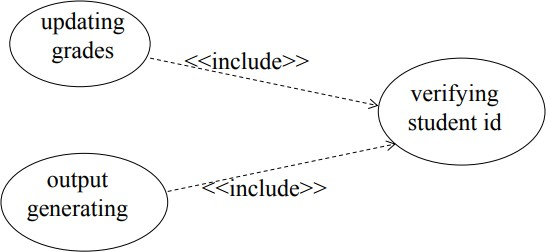 updating
grades
<<include>>
verifying
student id
output
generating
<<include>>